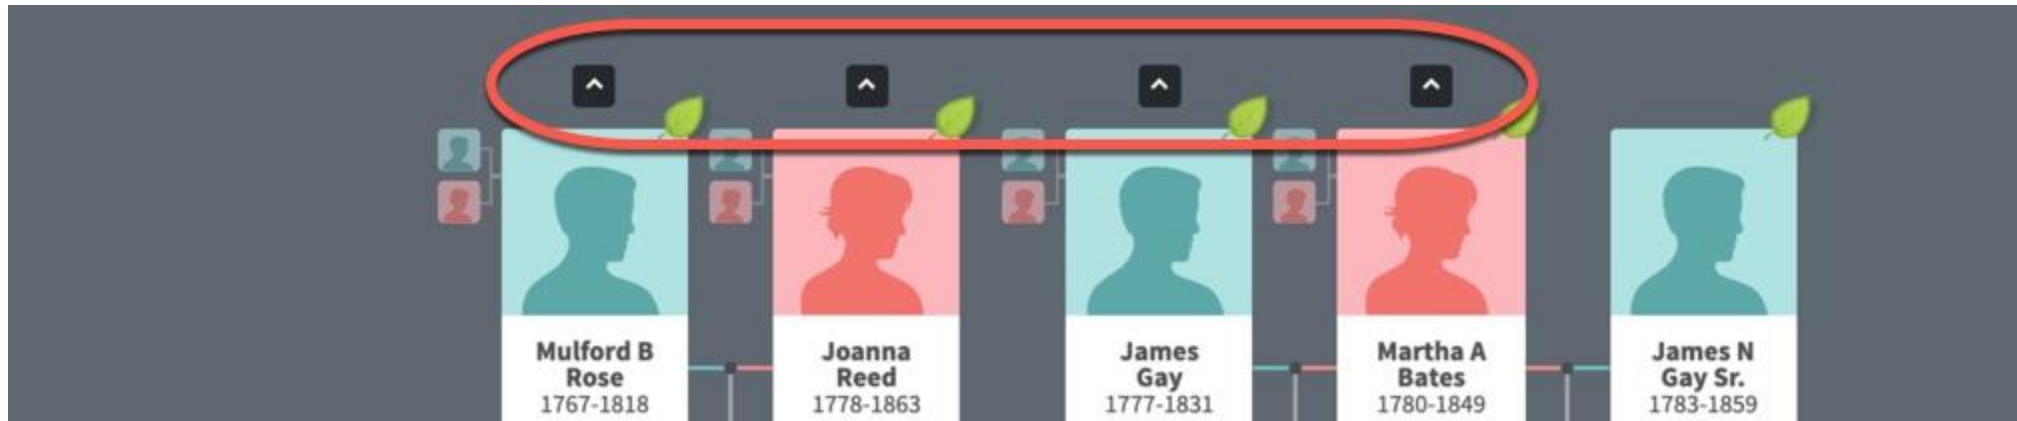 Mulford B
Rose
1767-1818
Joanna
Reed
1778-1863
James
Gay
1777-1831
Martha A
Bates
1780-1849
James N
Gay Sr.
1783-1859